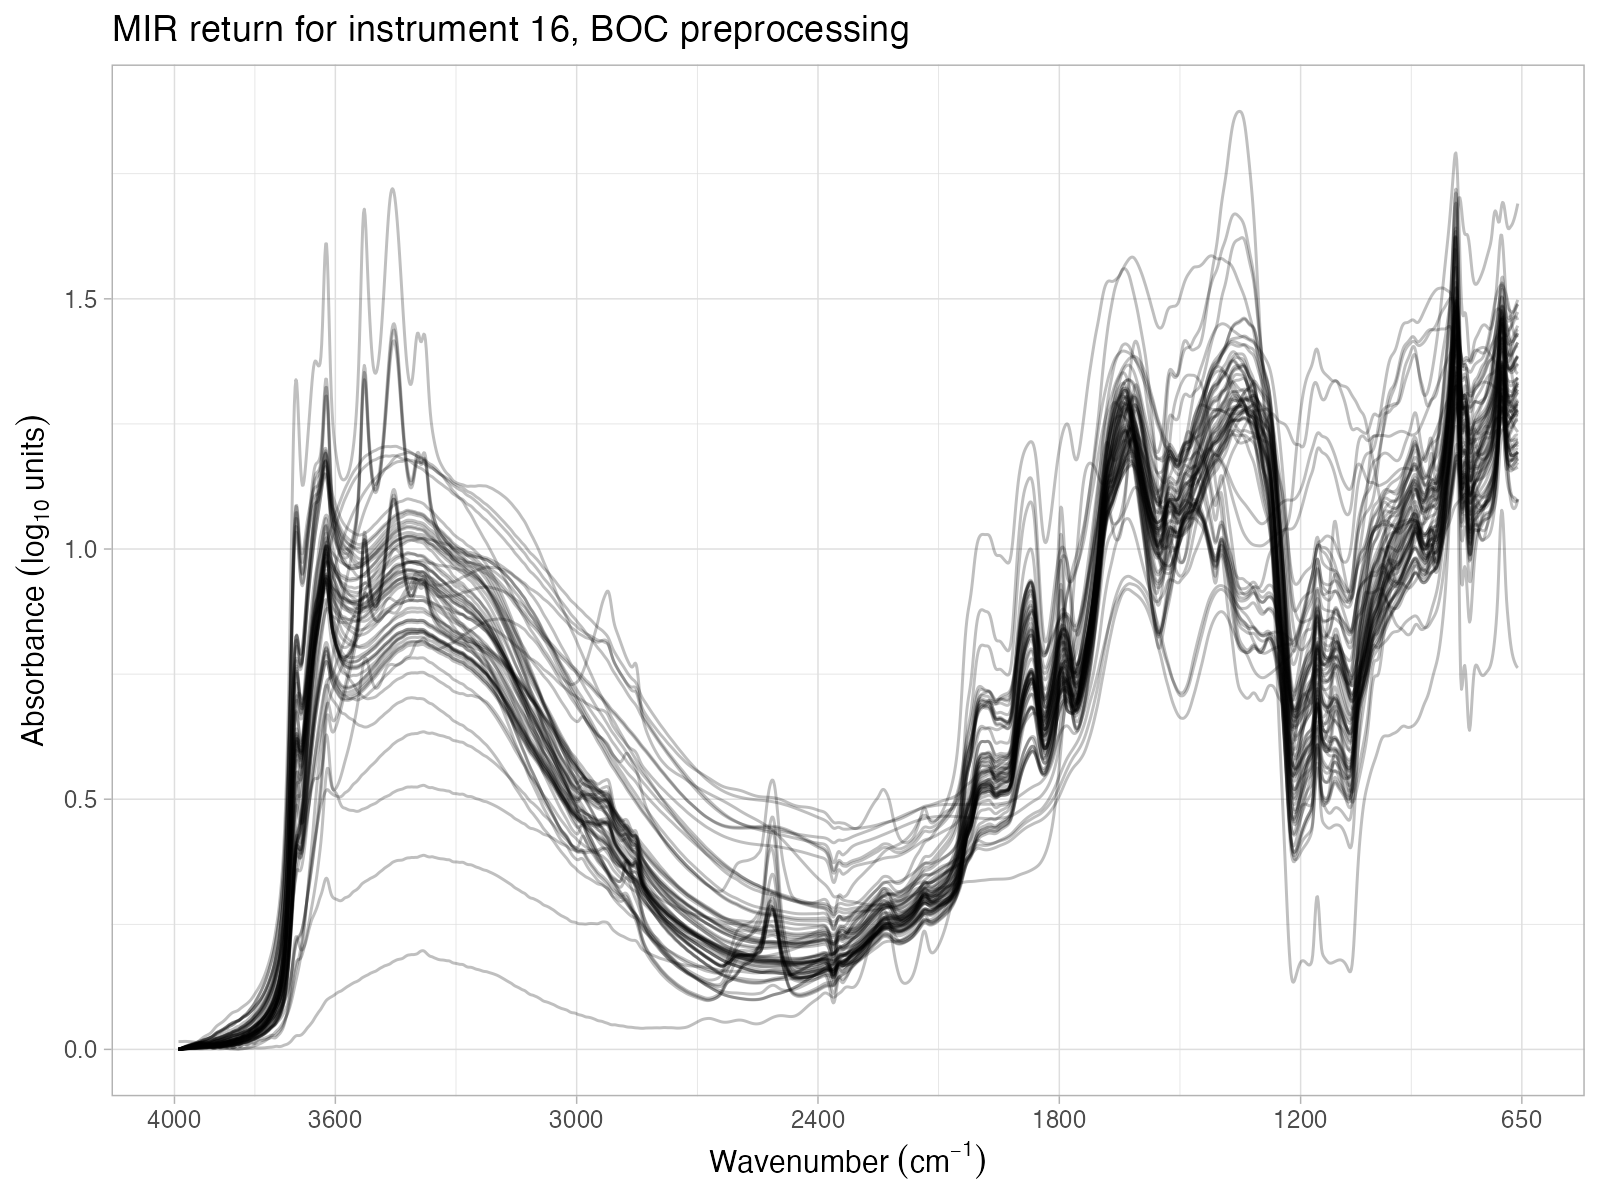 MIR return for instrument 16, BOC preprocessing
Absorbance (log₁₀ units)
1.5
1.0
0.5
0.0
4000 3600 3000 2400 1800 1200 650
Wavenumber (cm⁻¹)